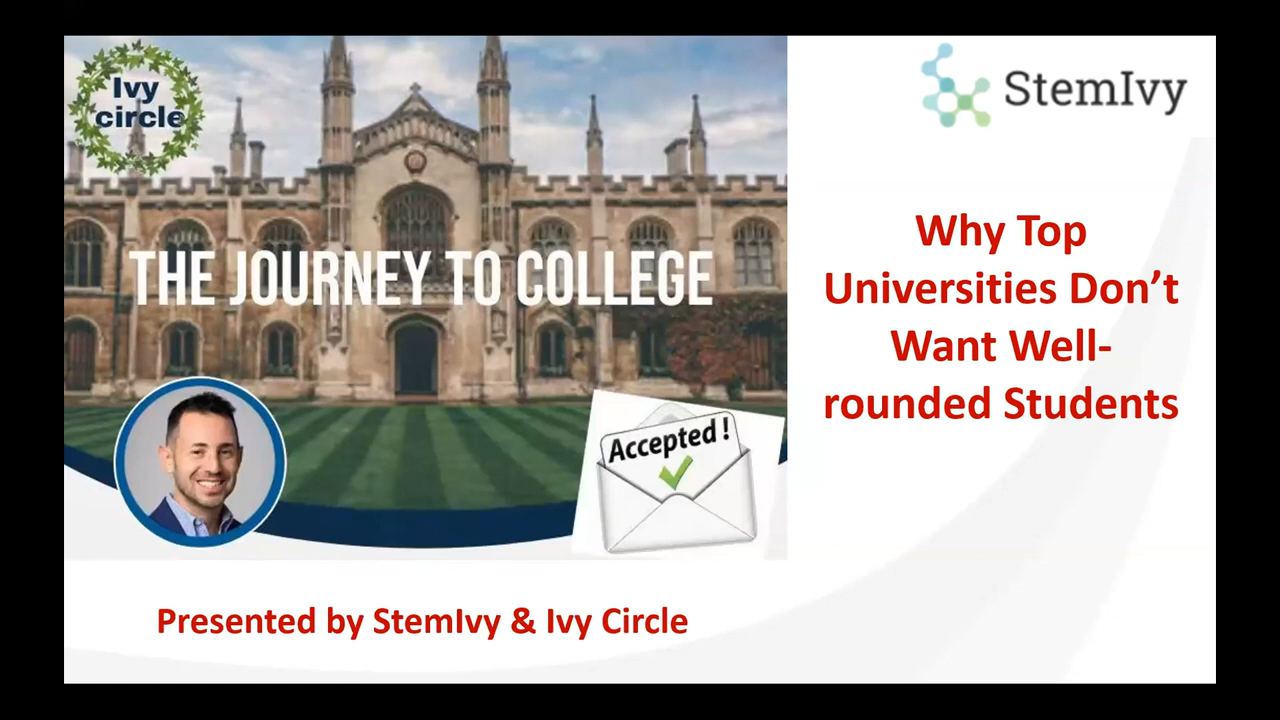 Ivy
circle
StemIvy
THE JOURNEY TO COLLEGE
Why Top
Universities Don’t
Want Well-
rounded Students
Accepted!
Presented by StemIvy & Ivy Circle